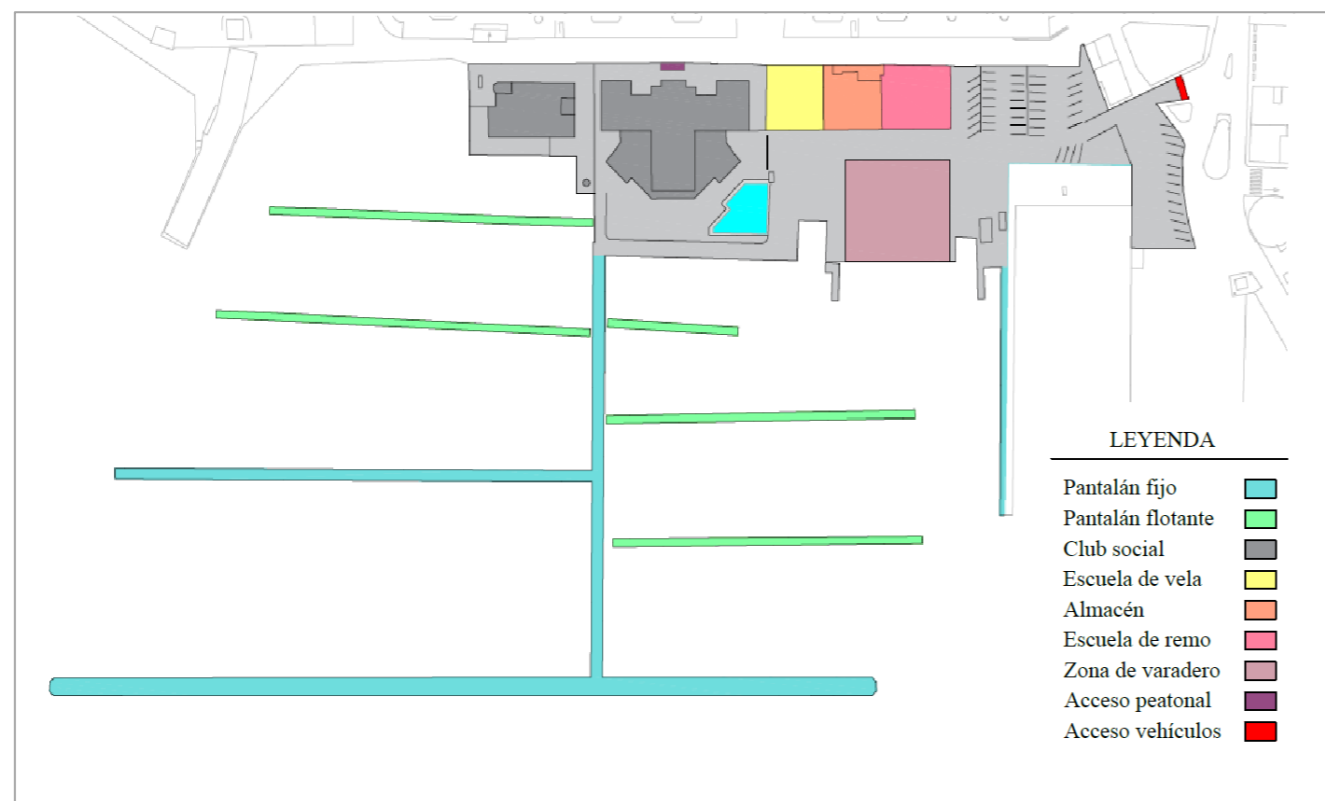 LEYENDA
Pantalán fijo
Pantalán flotante
Club social
Escuela de vela
Almacén
Escuela de remo
Zona de varadero
Acceso peatonal
Acceso vehículos